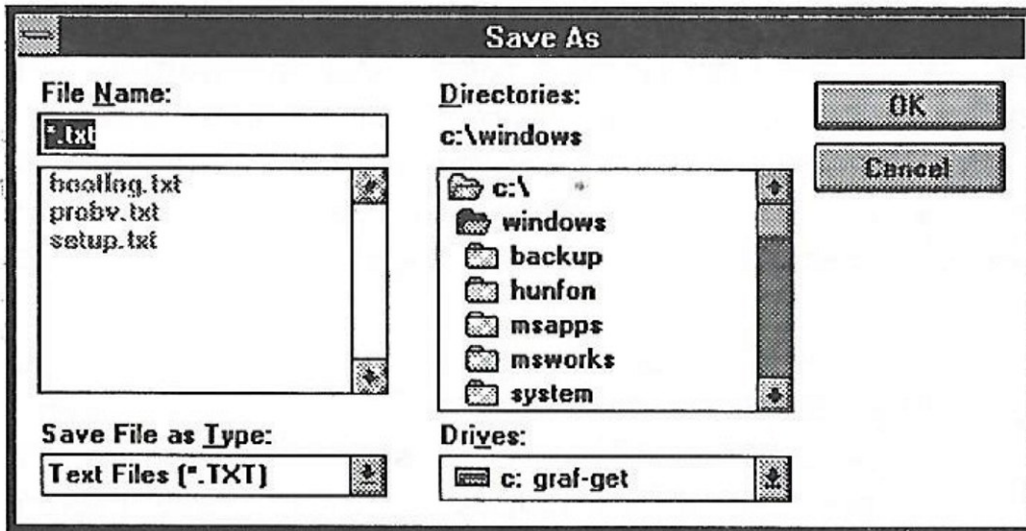 Save As
File Name:
*.txt
bootlog.txt
proby.txt
setup.txt
Save File as Type:
Text Files (*.TXT)
Directories:
c:\windows
c:\
windows
backup
hunfon
msapps
msworks
system
Drives:
c: graf-get
OK
Cancel